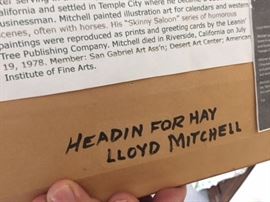 California and settled in Temple City where he became a
businessman. Mitchell painted illustration art for calendars and western
scenes, often with horses. His "Skinny Saloon" series of humorous
paintings were reproduced as prints and greeting cards by the Leanin'
Tree Publishing Company. Mitchell died in Riverside, California on July
19, 1978. Member: San Gabriel Art Ass'n; Desert Art Center; American
Institute of Fine Arts.
HEADIN FOR HAY
LLOYD MITCHELL